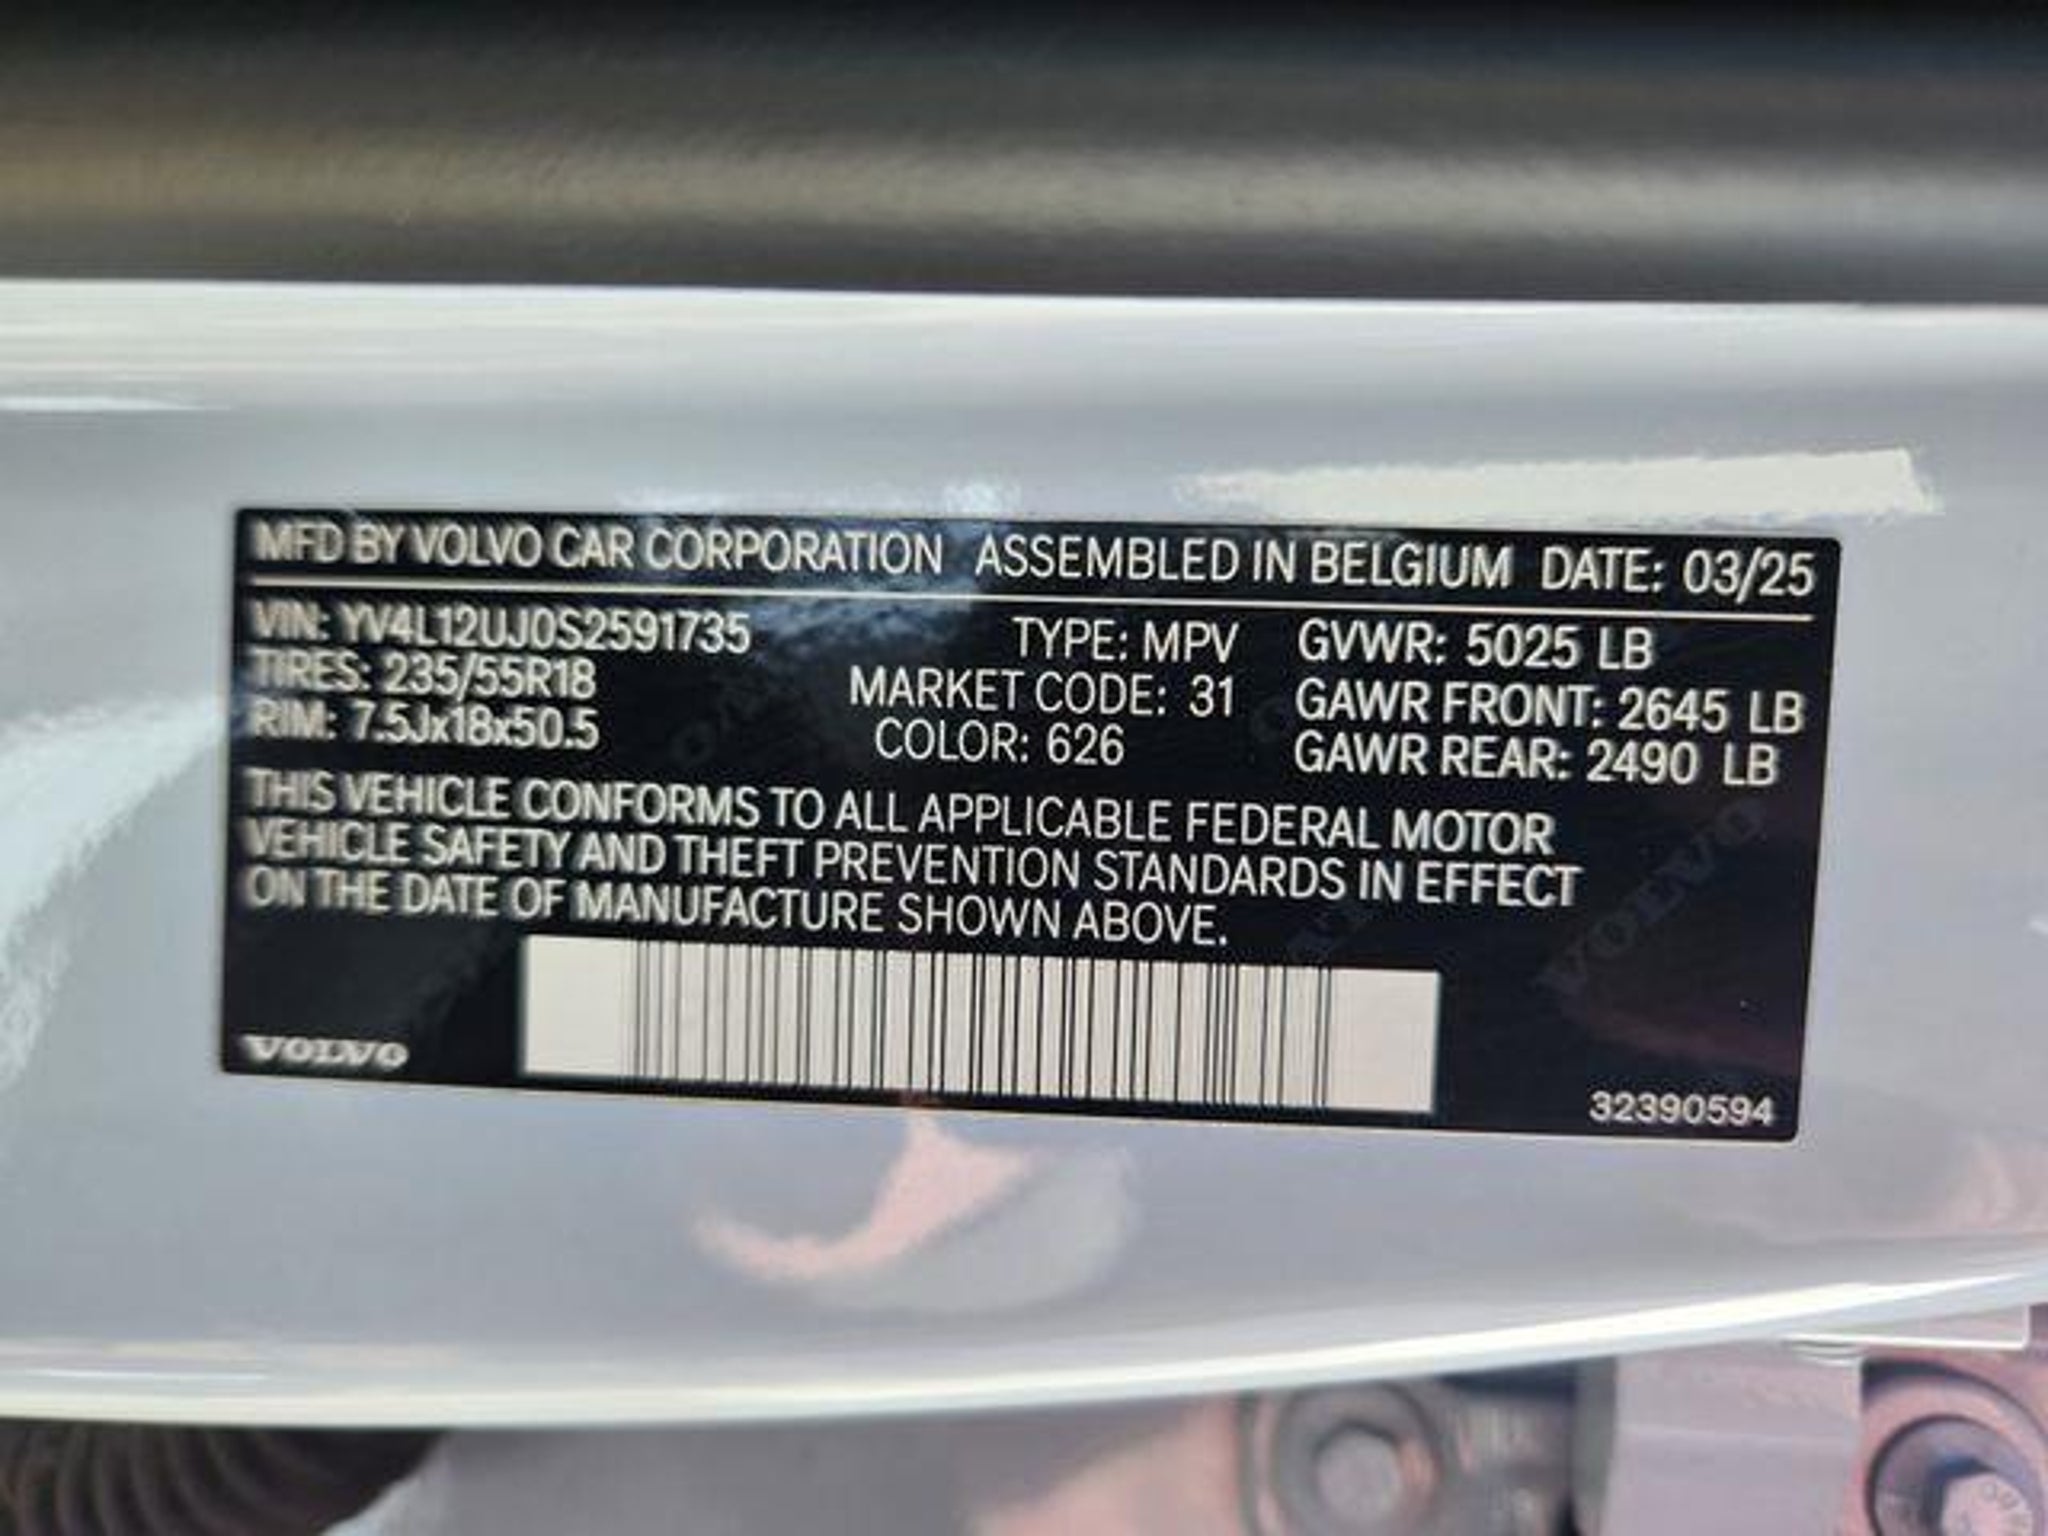 MFD BY VOLVO CAR CORPORATION ASSEMBLED IN BELGIUM DATE: 03/25
VIN: YV4L12UJ0S2591735 TYPE: MPV GVWR: 5025 LB
TIRES: 235/55R18 MARKET CODE: 31 GAWR FRONT: 2645 LB
RIM: 7.5Jx18x50.5 COLOR: 626 GAWR REAR: 2490 LB
THIS VEHICLE CONFORMS TO ALL APPLICABLE FEDERAL MOTOR
VEHICLE SAFETY AND THEFT PREVENTION STANDARDS IN EFFECT
ON THE DATE OF MANUFACTURE SHOWN ABOVE.
VOLVO
VOLVO 32390594